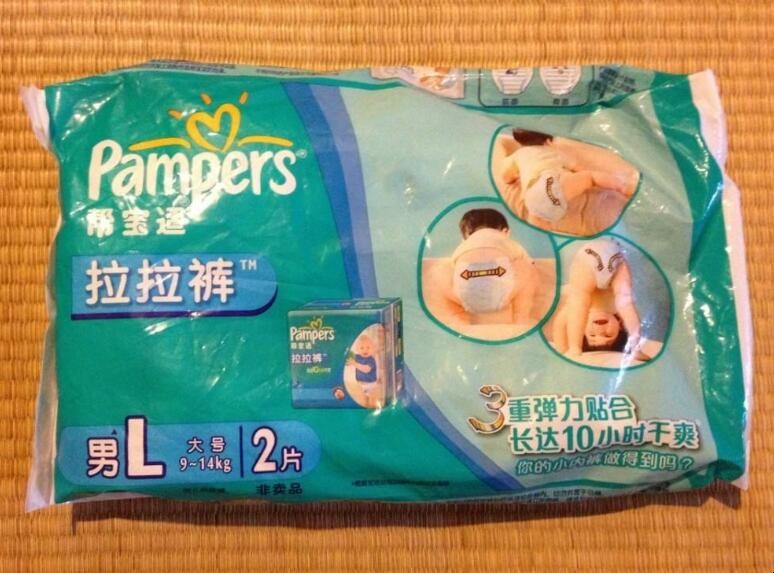 Pampers®
帮宝适
拉拉裤™
Pampers
帮宝适
拉拉裤
3重弹力贴合
长达10小时干爽
你的小内裤做得到吗？
男L
大号
9~14kg
2片
非卖品